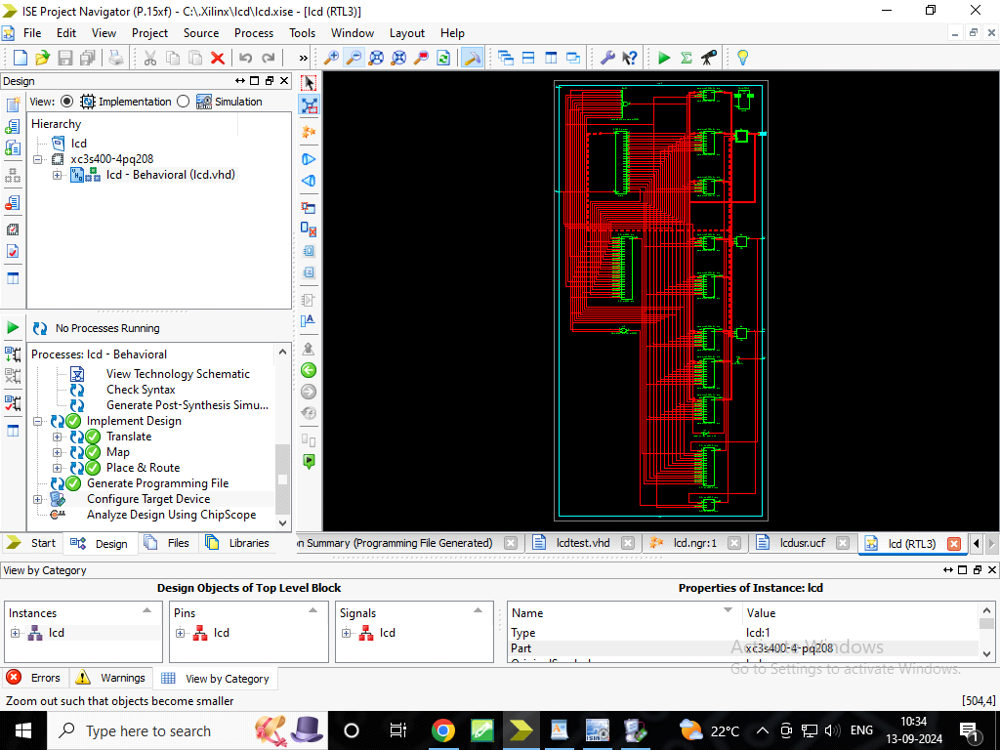 ISE Project Navigator (P.15xf) - C:\.Xilinx\lcd\lcd.xise - [lcd (RTL3)]
File Edit View Project Source Process Tools Window Layout Help
»
Design
View: Implementation Simulation
Hierarchy
lcd
xc3s400-4pq208
lcd - Behavioral (lcd.vhd)
No Processes Running
Processes: lcd - Behavioral
View Technology Schematic
Check Syntax
Generate Post-Synthesis Simu...
Implement Design
Translate
Map
Place & Route
Generate Programming File
Configure Target Device
Analyze Design Using ChipScope
Start Design Files Libraries
n Summary (Programming File Generated) lcdtest.vhd lcd.ngr:1 lcdusr.ucf lcd (RTL3)
View by Category
Design Objects of Top Level Block Properties of Instance: lcd
Instances Pins Signals Name Value
lcd lcd lcd Type lcd:1
Part xc3s400-4-pq208
Activate Windows
Go to Settings to activate Windows.
Errors Warnings View by Category
Zoom out such that objects become smaller [504,4]
Type here to search 22°C ENG 10:34
13-09-2024 1